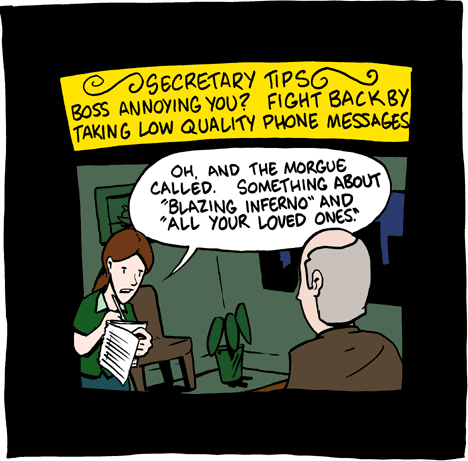 SECRETARY TIPS
BOSS ANNOYING YOU? FIGHT BACK BY
TAKING LOW QUALITY PHONE MESSAGES
OH, AND THE MORGUE
CALLED. SOMETHING ABOUT
"BLAZING INFERNO" AND
"ALL YOUR LOVED ONES."